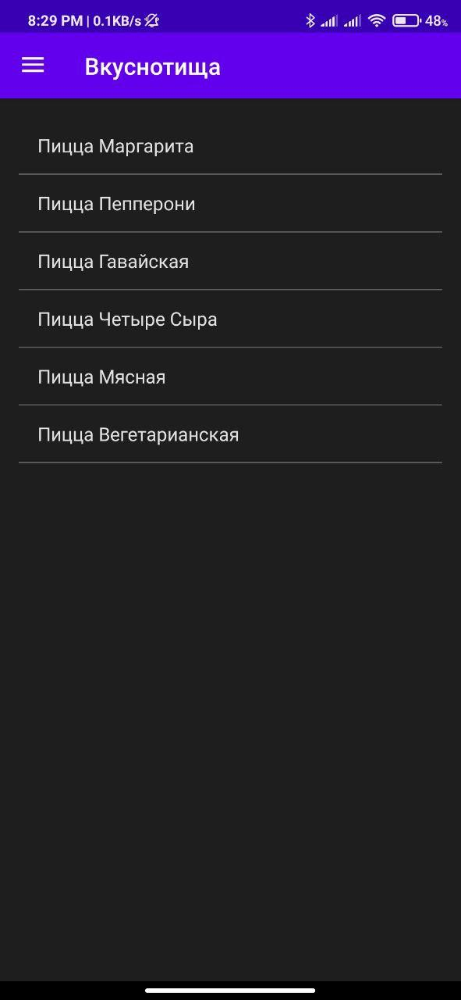 8:29 PM | 0.1KB/s 48%
Вкуснотища
Пицца Маргарита
Пицца Пепперони
Пицца Гавайская
Пицца Четыре Сыра
Пицца Мясная
Пицца Вегетарианская